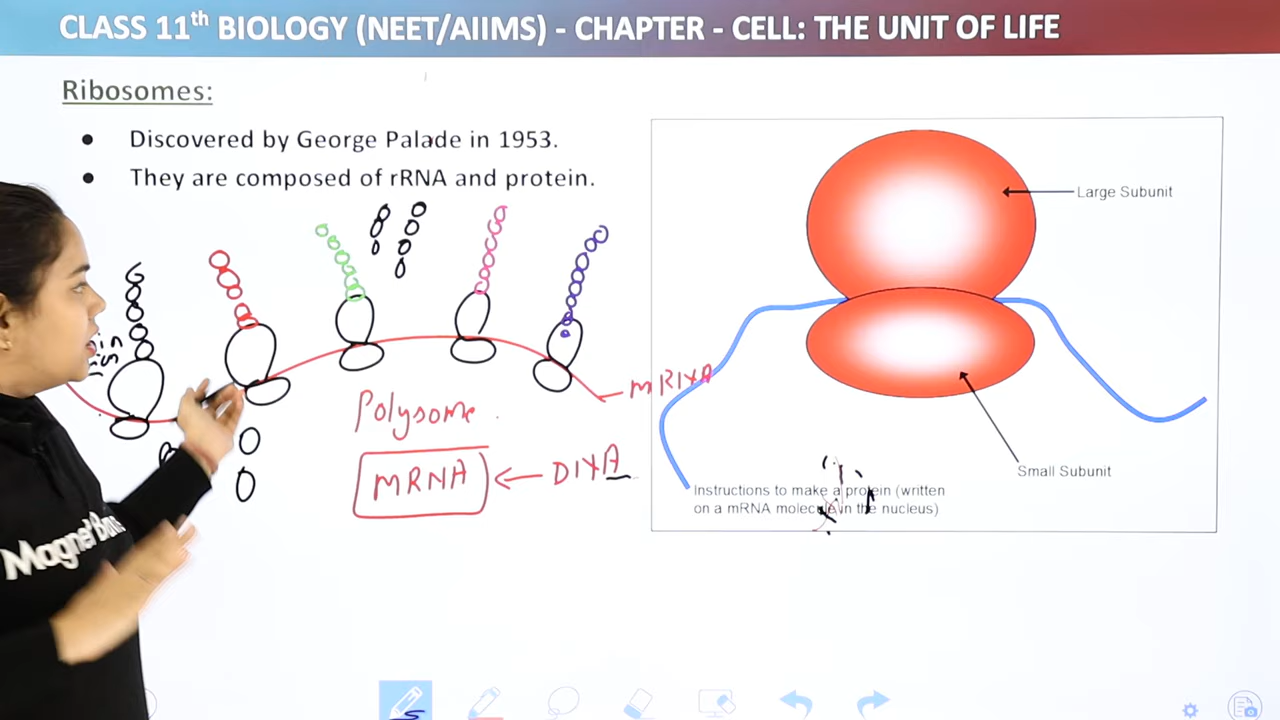 CLASS 11th BIOLOGY (NEET/AIIMS) - CHAPTER - CELL: THE UNIT OF LIFE
Ribosomes:
● Discovered by George Palade in 1953.
● They are composed of rRNA and protein.
Large Subunit
mRNA
Polysome
MRNA ← DNA
Small Subunit
Instructions to make a protein (written
on a mRNA molecule in the nucleus)
Magnet